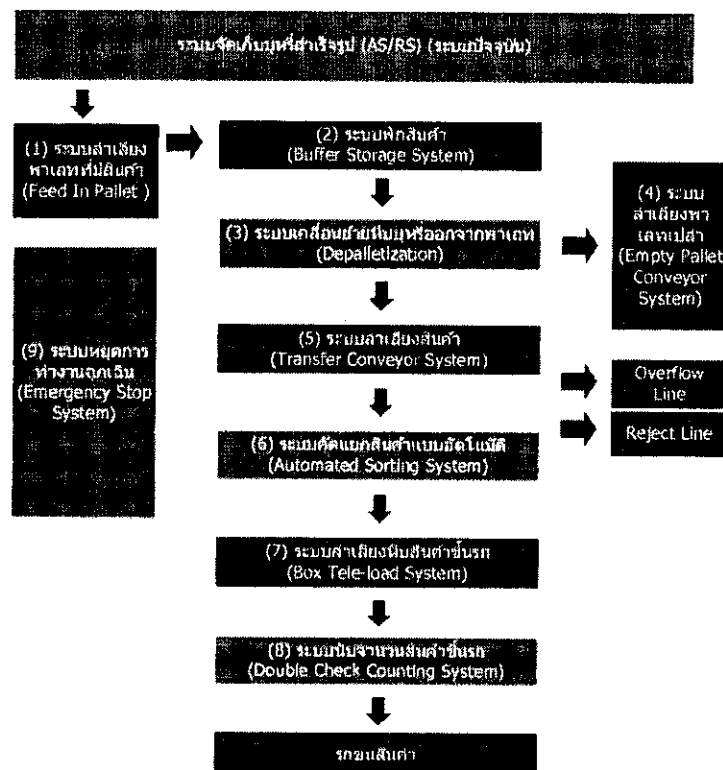 ระบบจัดเก็บบุหรี่สำเร็จรูป (AS/RS) (ระบบปัจจุบัน)
(1) ระบบลำเลียง
พาเลทที่มีสินค้า
(Feed In Pallet )
(2) ระบบพักสินค้า
(Buffer Storage System)
(3) ระบบเคลื่อนย้ายหีบบุหรี่ออกจากพาเลท
(Depalletization)
(4) ระบบ
ลำเลียงพา
เลทเปล่า
(Empty Pallet
Conveyor
System)
(5) ระบบลำเลียงสินค้า
(Transfer Conveyor System)
(9) ระบบหยุดการ
ทำงานฉุกเฉิน
(Emergency Stop
System)
Overflow
Line
Reject Line
(6) ระบบคัดแยกสินค้าแบบอัตโนมัติ
(Automated Sorting System)
(7) ระบบลำเลียงหีบสินค้าขึ้นรถ
(Box Tele-load System)
(8) ระบบนับจำนวนสินค้าขึ้นรถ
(Double Check Counting System)
รถขนสินค้า